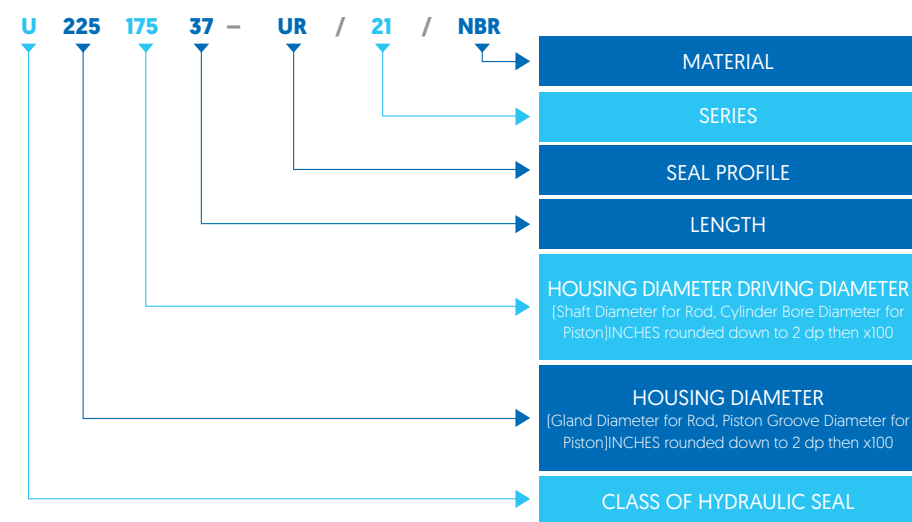 U 225 175 37 – UR / 21 / NBR
MATERIAL
SERIES
SEAL PROFILE
LENGTH
HOUSING DIAMETER DRIVING DIAMETER
[Shaft Diameter for Rod, Cylinder Bore Diameter for
Piston]INCHES rounded down to 2 dp then x100
HOUSING DIAMETER
[Gland Diameter for Rod, Piston Groove Diameter for
Piston]INCHES rounded down to 2 dp then x100
CLASS OF HYDRAULIC SEAL